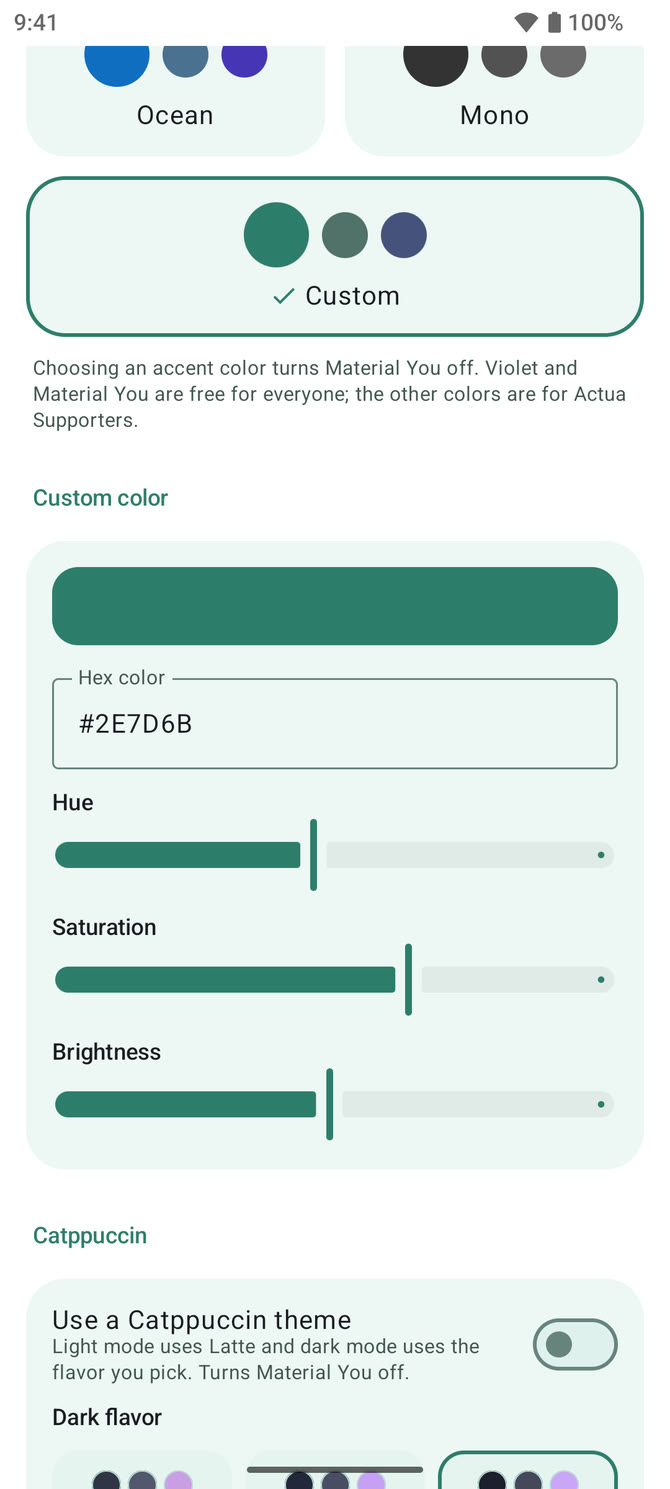 9:41
100%
Ocean
Mono
Custom
Choosing an accent color turns Material You off. Violet and
Material You are free for everyone; the other colors are for Actua
Supporters.
Custom color
Hex color
#2E7D6B
Hue
Saturation
Brightness
Catppuccin
Use a Catppuccin theme
Light mode uses Latte and dark mode uses the
flavor you pick. Turns Material You off.
Dark flavor